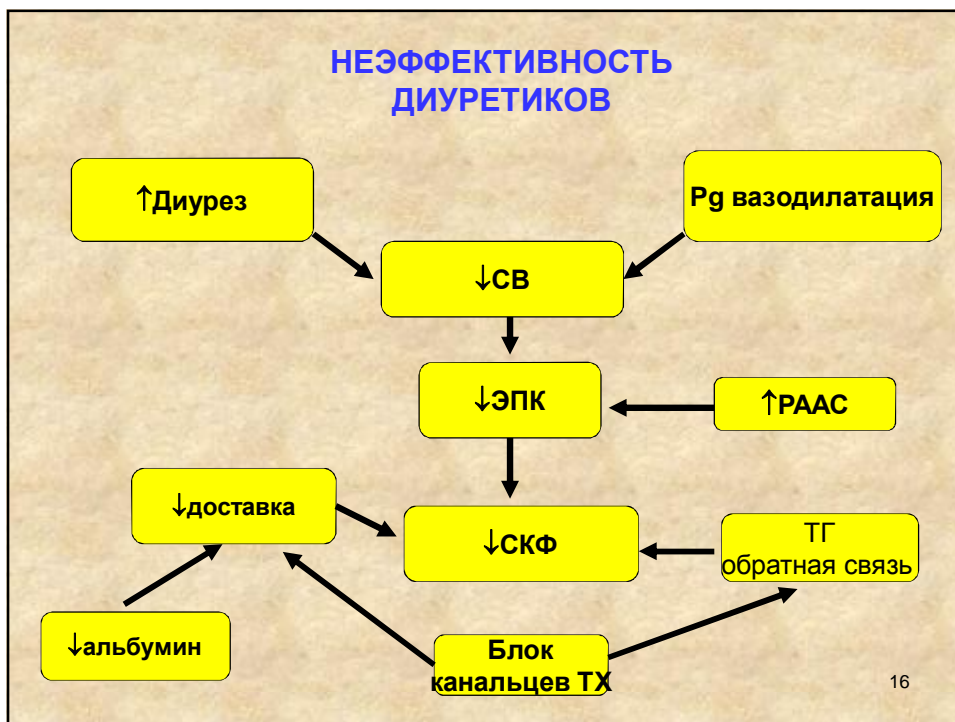 НЕЭФФЕКТИВНОСТЬ
ДИУРЕТИКОВ
↑Диурез
Pg вазодилатация
↓СВ
↓ЭПК
↑РААС
↓доставка
↓СКФ
ТГ
обратная связь
↓альбумин
Блок
канальцев ТХ
16